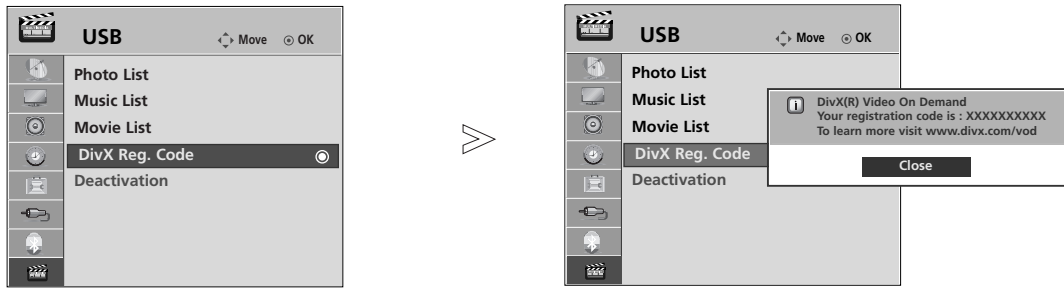 USB
Move
OK
Photo List
Music List
Movie List
DivX Reg. Code
Deactivation
USB
Move
OK
Photo List
Music List
Movie List
DivX Reg. Code
Deactivation
DivX(R) Video On Demand
Your registration code is : XXXXXXXXXX
To learn more visit www.divx.com/vod
Close